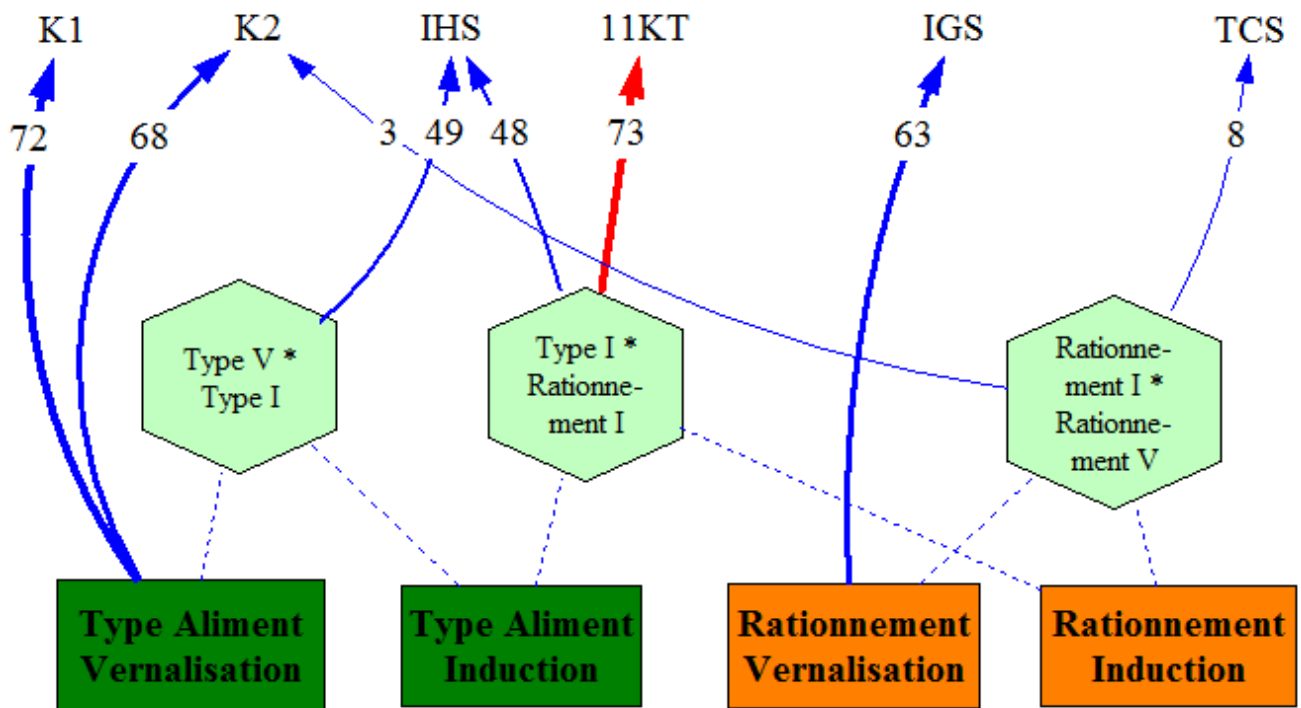 K1 K2 IHS 11KT IGS TCS
72 68 3 49 48 73 63 8
Type V *
Type I
Type I *
Rationne-
ment I
Rationne-
ment I *
Rationne-
ment V
Type Aliment
Vernalisation
Type Aliment
Induction
Rationnement
Vernalisation
Rationnement
Induction